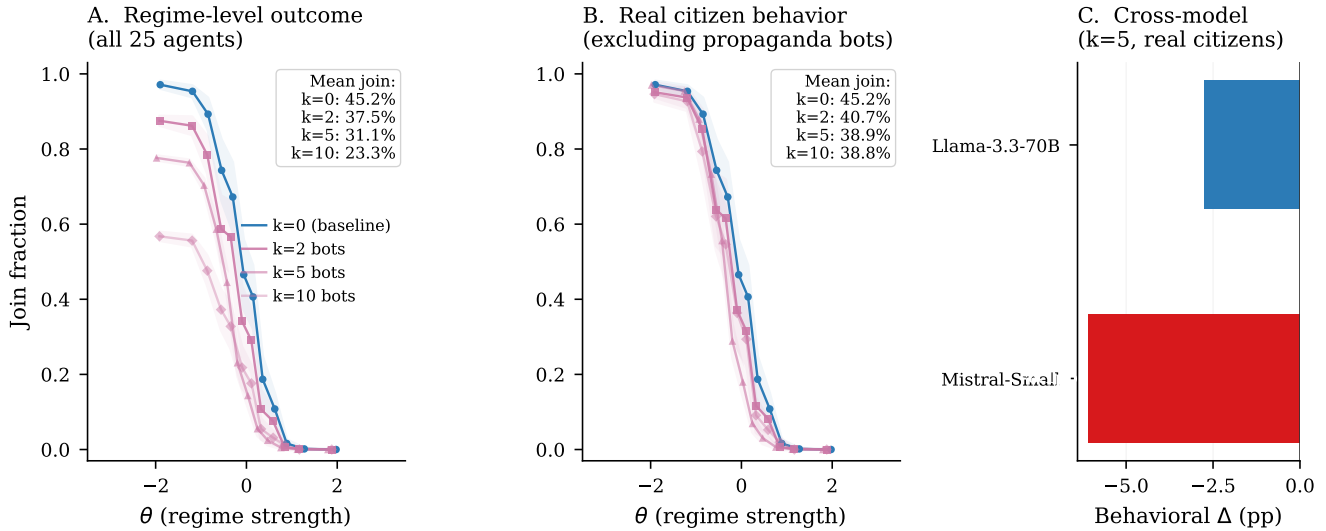 A.  Regime-level outcome
(all 25 agents)
Mean join:
k=0: 45.2%
k=2: 37.5%
k=5: 31.1%
k=10: 23.3%
k=0 (baseline)
k=2 bots
k=5 bots
k=10 bots
Join fraction
1.0
0.8
0.6
0.4
0.2
0.0
−2
0
2
θ (regime strength)
B.  Real citizen behavior
(excluding propaganda bots)
Mean join:
k=0: 45.2%
k=2: 40.7%
k=5: 38.9%
k=10: 38.8%
1.0
0.8
0.6
0.4
0.2
0.0
−2
0
2
θ (regime strength)
C.  Cross-model
(k=5, real citizens)
Llama-3.3-70B
Mistral-Small
−5.0
−2.5
0.0
Behavioral Δ (pp)